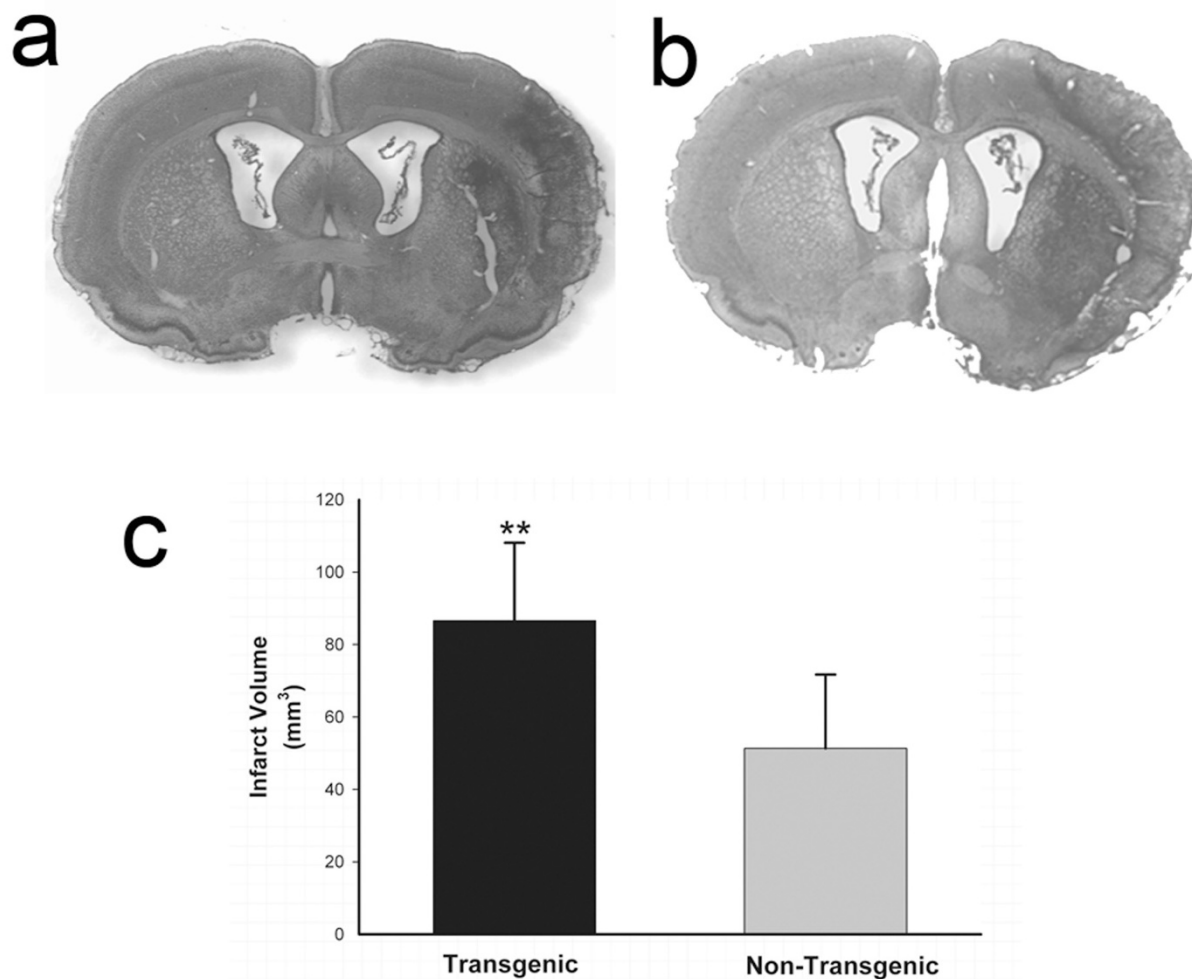 a
b
c
120
100
80
60
40
20
0
Infarct Volume
(mm³)
**
Transgenic
Non-Transgenic